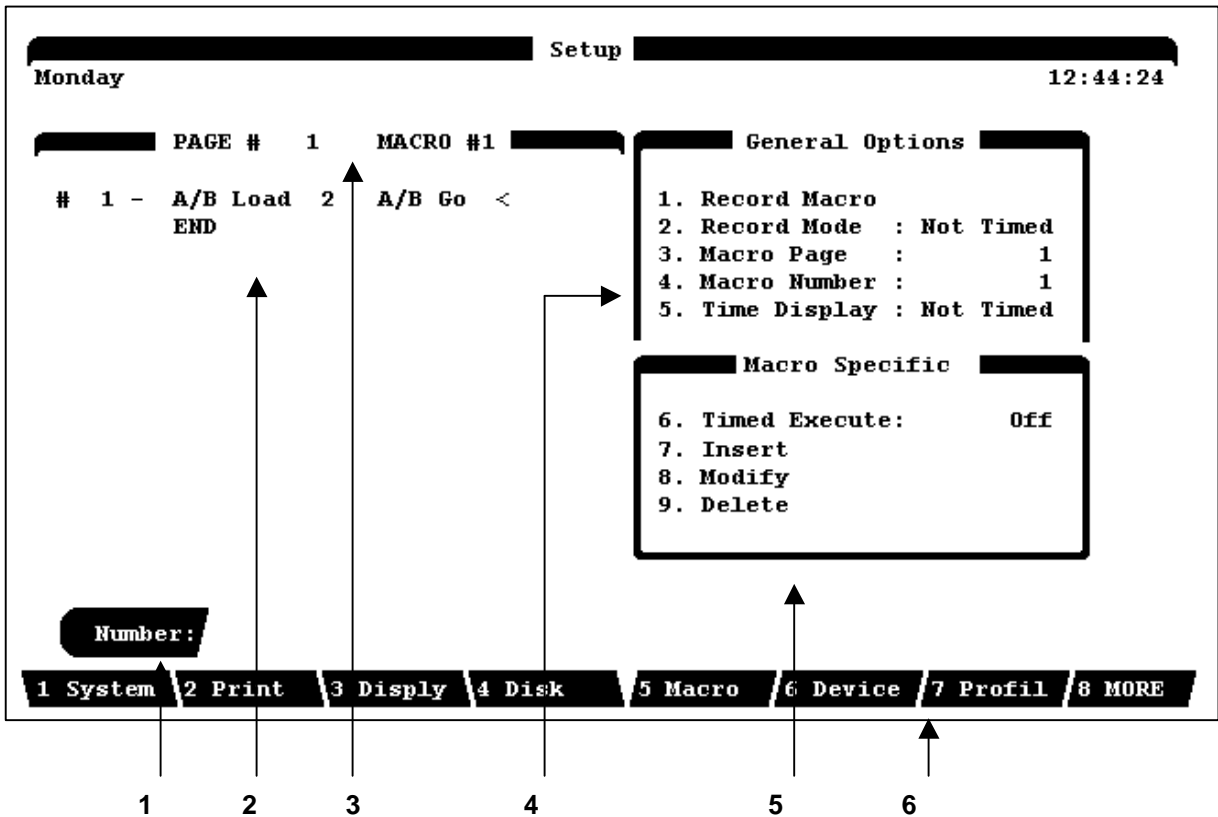 Setup
Monday 12:44:24
PAGE # 1 MACRO #1
# 1 - A/B Load 2 A/B Go <
END
General Options
1. Record Macro
2. Record Mode : Not Timed
3. Macro Page : 1
4. Macro Number : 1
5. Time Display : Not Timed
Macro Specific
6. Timed Execute: Off
7. Insert
8. Modify
9. Delete
Number:
1 System 2 Print 3 Disply 4 Disk 5 Macro 6 Device 7 Profil 8 MORE
1 2 3 4 5 6